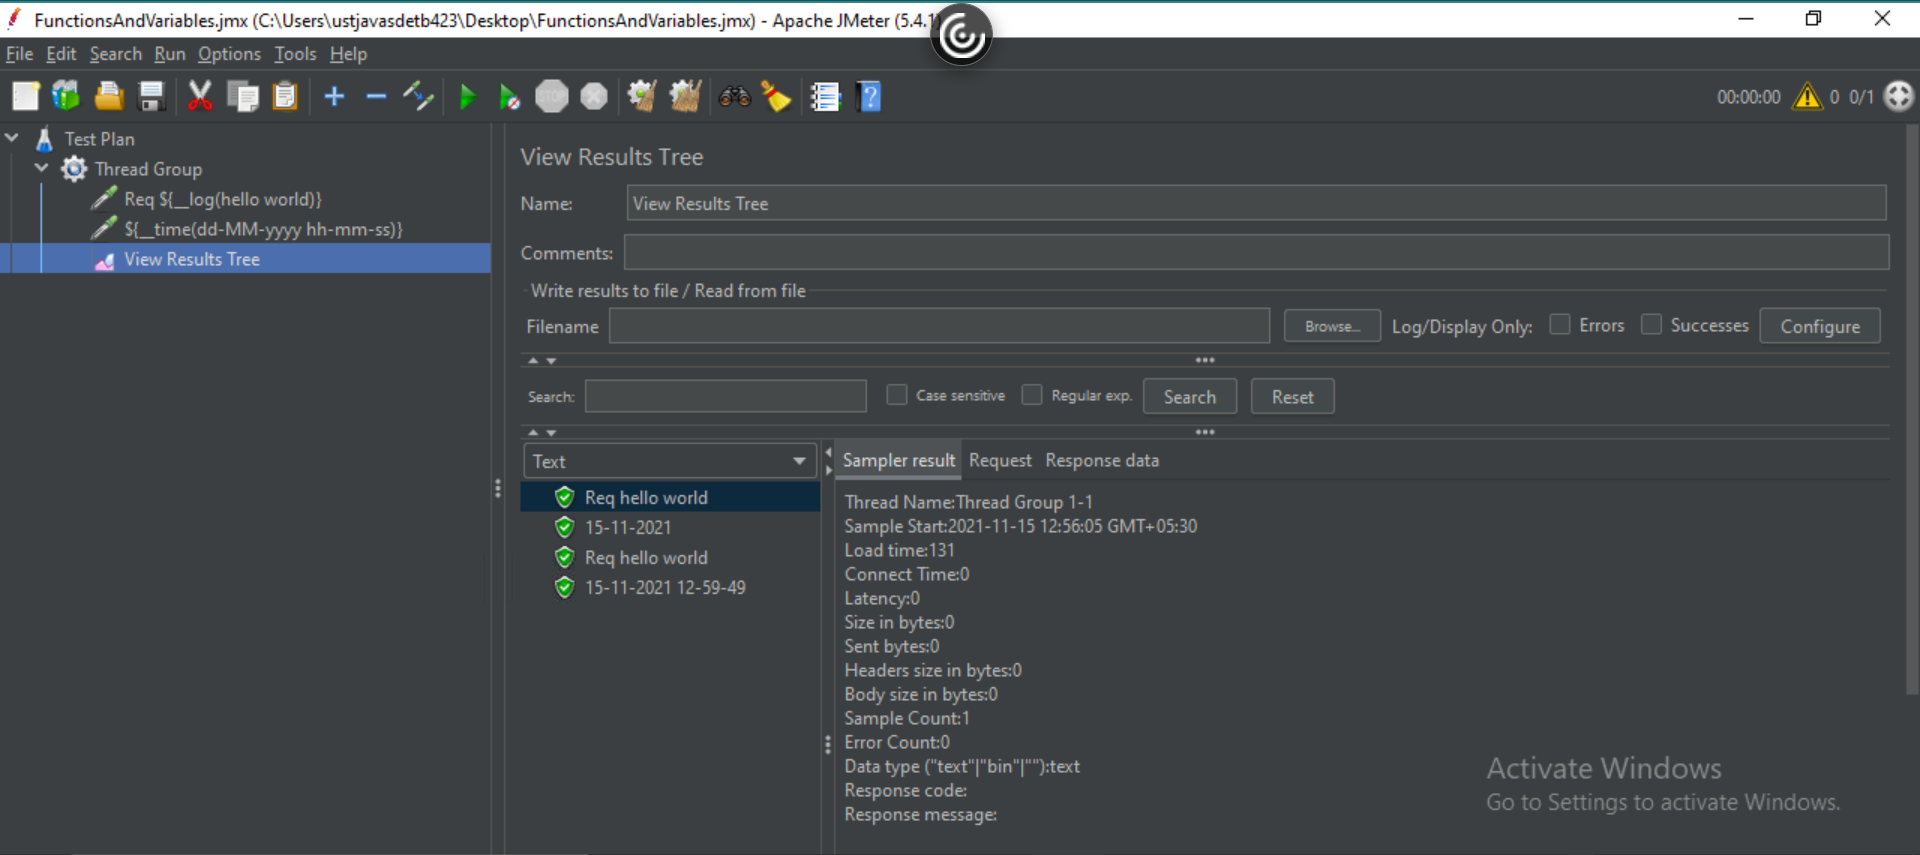 FunctionsAndVariables.jmx (C:\Users\ustjavasdetb423\Desktop\FunctionsAndVariables.jmx) - Apache JMeter (5.4.1)
File Edit Search Run Options Tools Help
STOP
00:00:00 0 0/1
Test Plan
Thread Group
Req ${__log(hello world)}
${__time(dd-MM-yyyy hh-mm-ss)}
View Results Tree
View Results Tree
Name: View Results Tree
Comments:
Write results to file / Read from file
Filename Browse... Log/Display Only: Errors Successes Configure
Search: Case sensitive Regular exp. Search Reset
Text
Req hello world
15-11-2021
Req hello world
15-11-2021 12-59-49
Sampler result Request Response data
Thread Name:Thread Group 1-1
Sample Start:2021-11-15 12:56:05 GMT+05:30
Load time:131
Connect Time:0
Latency:0
Size in bytes:0
Sent bytes:0
Headers size in bytes:0
Body size in bytes:0
Sample Count:1
Error Count:0
Data type ("text"|"bin"|""):text
Response code:
Response message:
Activate Windows
Go to Settings to activate Windows.